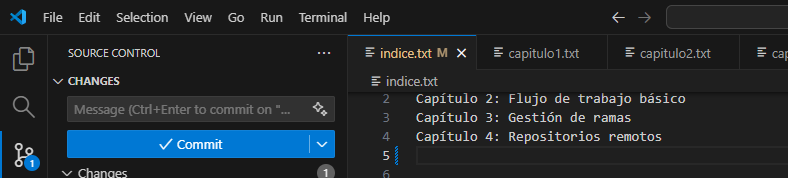 File Edit Selection View Go Run Terminal Help
SOURCE CONTROL ...
CHANGES
Message (Ctrl+Enter to commit on "...
Commit
Changes 1
1
indice.txt M capitulo1.txt capitulo2.txt cap
indice.txt
2 Capítulo 2: Flujo de trabajo básico
3 Capítulo 3: Gestión de ramas
4 Capítulo 4: Repositorios remotos
5
6